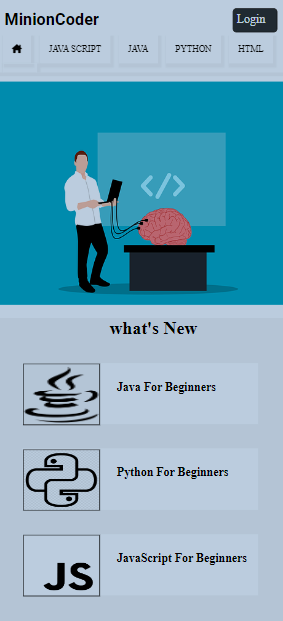 MinionCoder
Login
JAVA SCRIPT
JAVA
PYTHON
HTML
</>
what's New
Java For Beginners
Python For Beginners
JS
JavaScript For Beginners